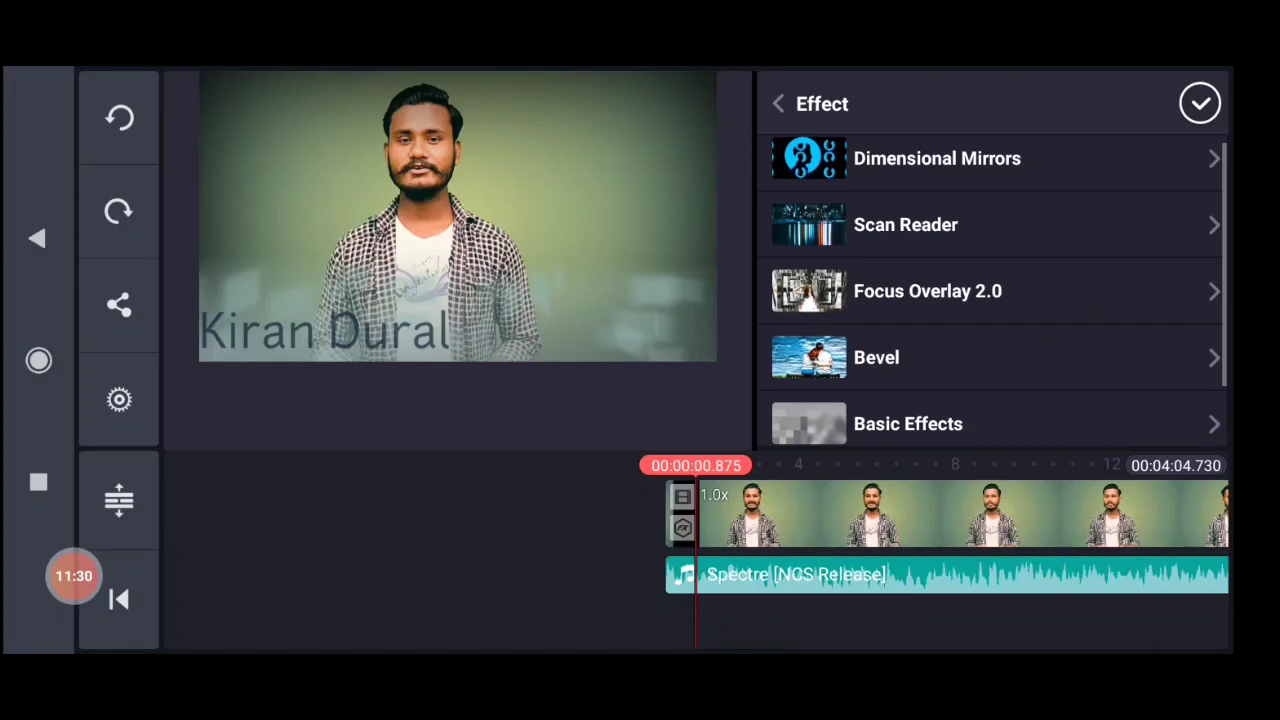 Effect
Dimensional Mirrors
Scan Reader
Focus Overlay 2.0
Bevel
Basic Effects
Kiran Dural
00:00:00.875
4
8
12
00:04:04.730
1.0x
Spectre [NCS Release]
11:30